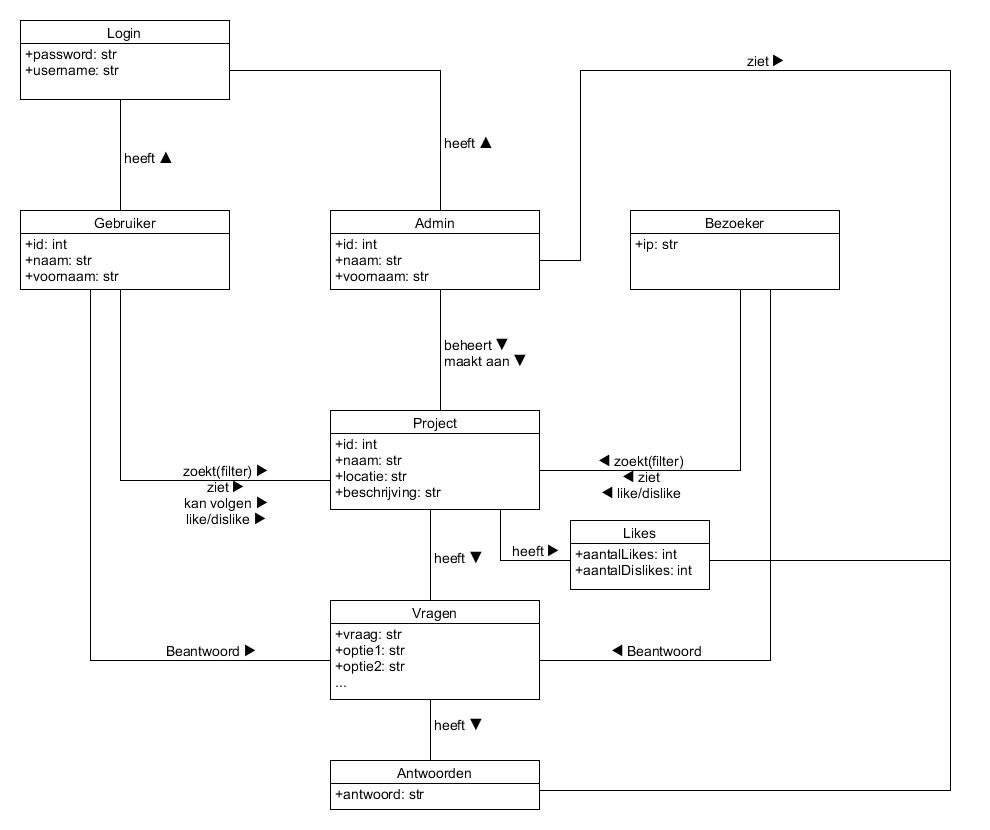 Login
+password: str
+username: str
ziet ▶
heeft ▲
heeft ▲
Gebruiker
+id: int
+naam: str
+voornaam: str
Admin
+id: int
+naam: str
+voornaam: str
Bezoeker
+ip: str
beheert ▼
maakt aan ▼
Project
+id: int
+naam: str
+locatie: str
+beschrijving: str
zoekt(filter) ▶
ziet ▶
kan volgen ▶
like/dislike ▶
◀ zoekt(filter)
◀ ziet
◀ like/dislike
heeft ▼
heeft ▶
Likes
+aantalLikes: int
+aantalDislikes: int
Vragen
+vraag: str
+optie1: str
+optie2: str
...
Beantwoord ▶
◀ Beantwoord
heeft ▼
Antwoorden
+antwoord: str